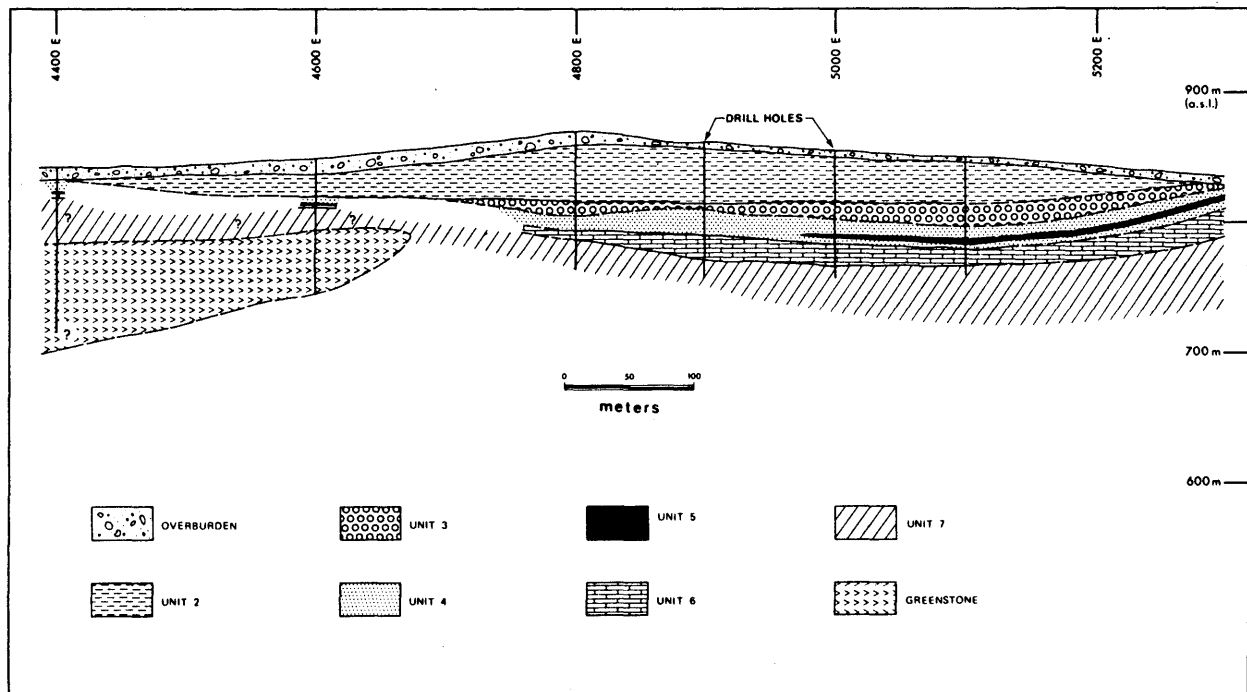 4400 E
4600 E
4800 E
5000 E
5200 E
900 m
(a.s.l.)
DRILL HOLES
?
?
?
?
700 m
0 50 100
meters
600 m
OVERBURDEN
UNIT 3
UNIT 5
UNIT 7
UNIT 2
UNIT 4
UNIT 6
GREENSTONE